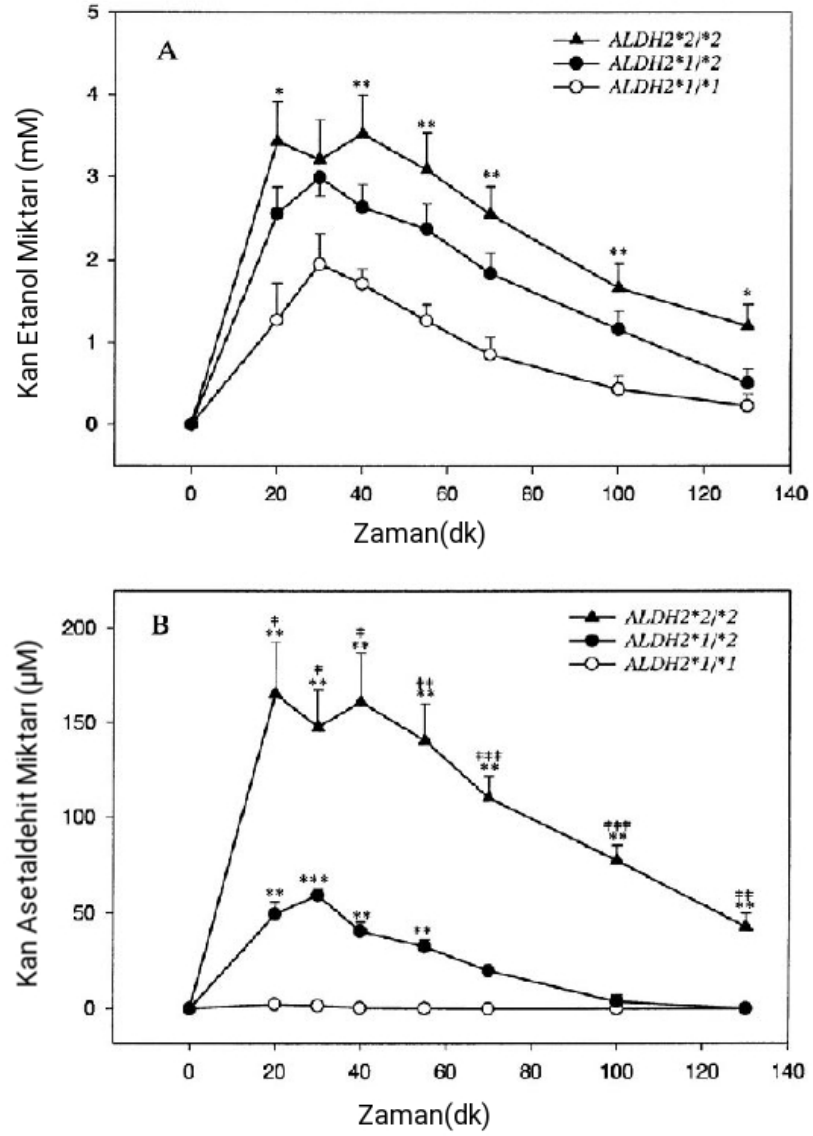 A
ALDH2*2/*2
ALDH2*1/*2
ALDH2*1/*1
Kan Etanol Miktarı (mM)
5
4
3
2
1
0
*
**
**
**
**
*
0 20 40 60 80 100 120 140
Zaman(dk)
B
ALDH2*2/*2
ALDH2*1/*2
ALDH2*1/*1
Kan Asetaldehit Miktarı (µM)
200
150
100
50
0
‡ ‡
** ‡ **
** ‡‡
**
‡‡‡
**
‡‡‡
**
‡‡
**
** *** ** **
0 20 40 60 80 100 120 140
Zaman(dk)